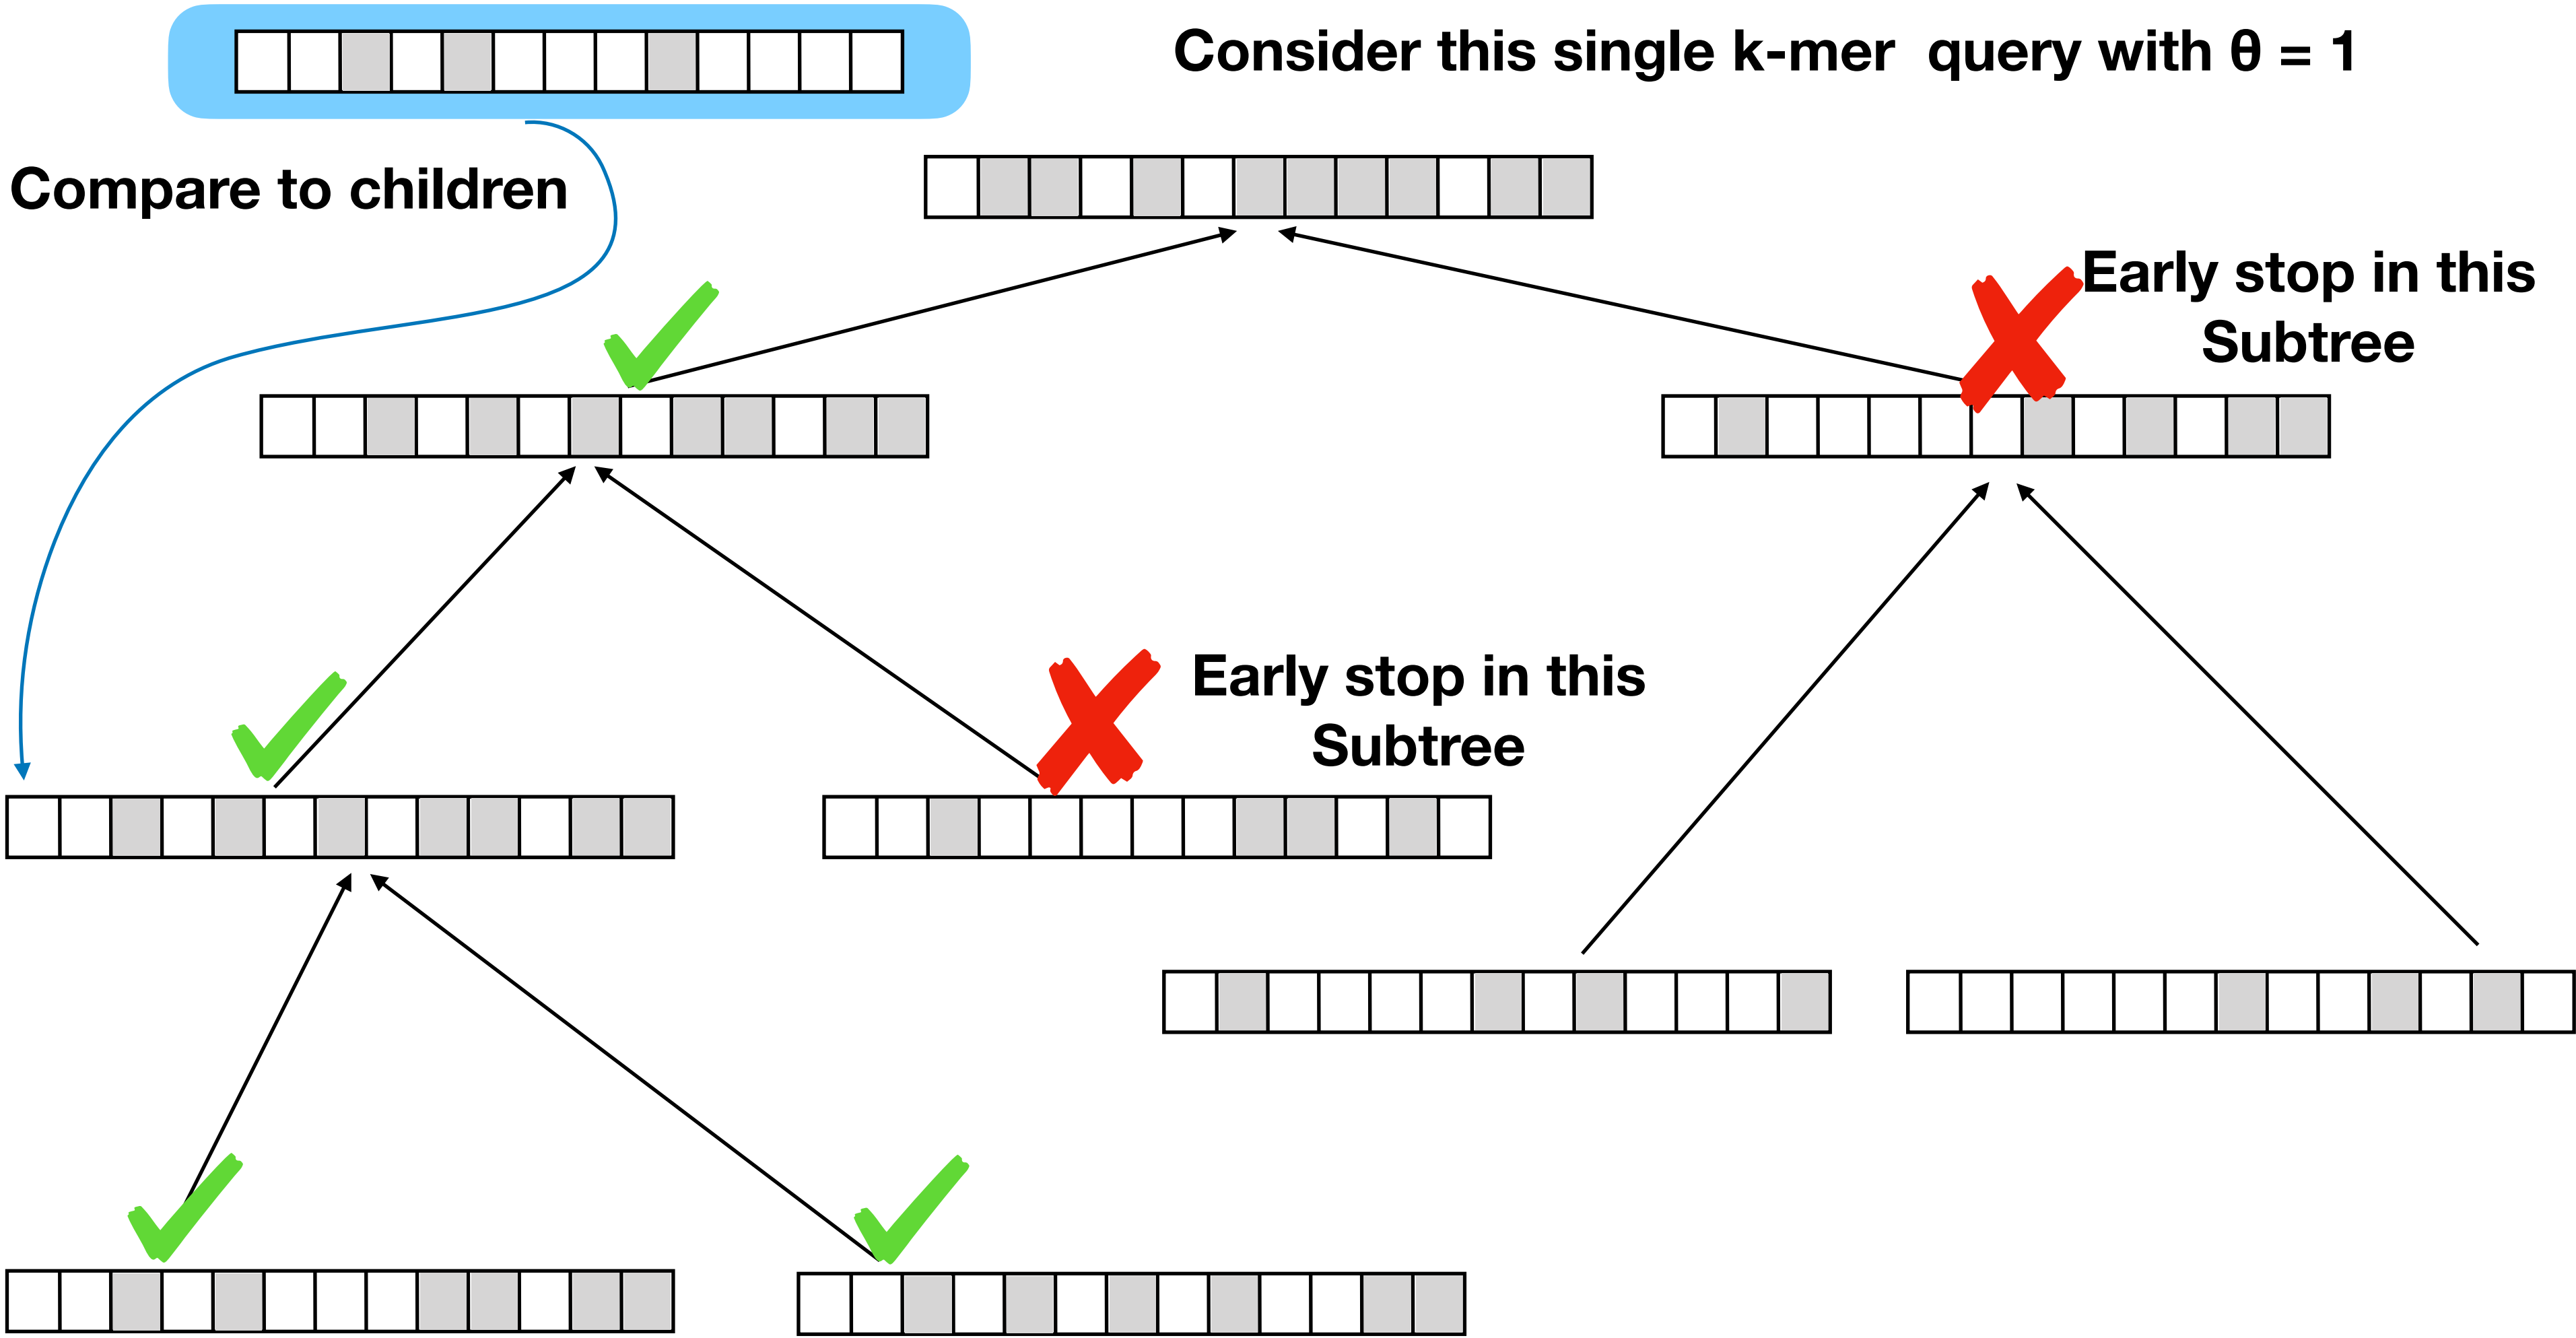 Consider this single k-mer query with θ = 1
Compare to children
Early stop in this
Subtree
Early stop in this
Subtree